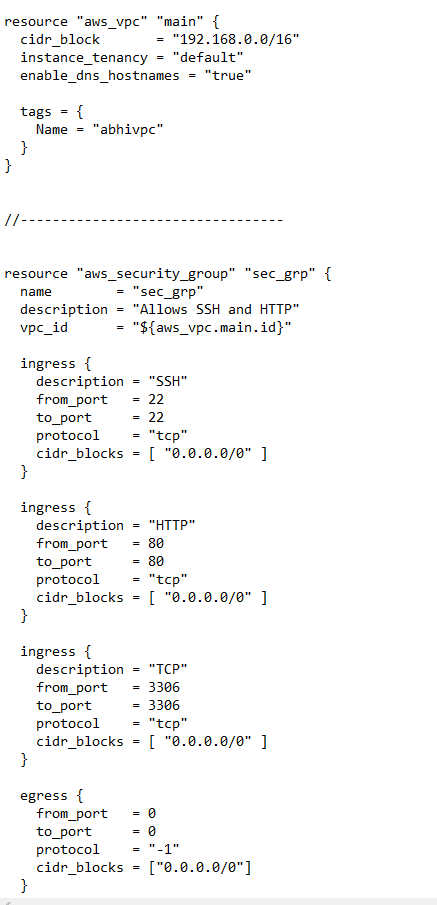 resource "aws_vpc" "main" {
  cidr_block       = "192.168.0.0/16"
  instance_tenancy = "default"
  enable_dns_hostnames = "true"
  tags = {
    Name = "abhivpc"
  }
}
//---------------------------------
resource "aws_security_group" "sec_grp" {
  name        = "sec_grp"
  description = "Allows SSH and HTTP"
  vpc_id      = "${aws_vpc.main.id}"
  ingress {
    description = "SSH"
    from_port   = 22
    to_port     = 22
    protocol    = "tcp"
    cidr_blocks = [ "0.0.0.0/0" ]
  }
  ingress {
    description = "HTTP"
    from_port   = 80
    to_port     = 80
    protocol    = "tcp"
    cidr_blocks = [ "0.0.0.0/0" ]
  }
  ingress {
    description = "TCP"
    from_port   = 3306
    to_port     = 3306
    protocol    = "tcp"
    cidr_blocks = [ "0.0.0.0/0" ]
  }
  egress {
    from_port   = 0
    to_port     = 0
    protocol    = "-1"
    cidr_blocks = ["0.0.0.0/0"]
  }